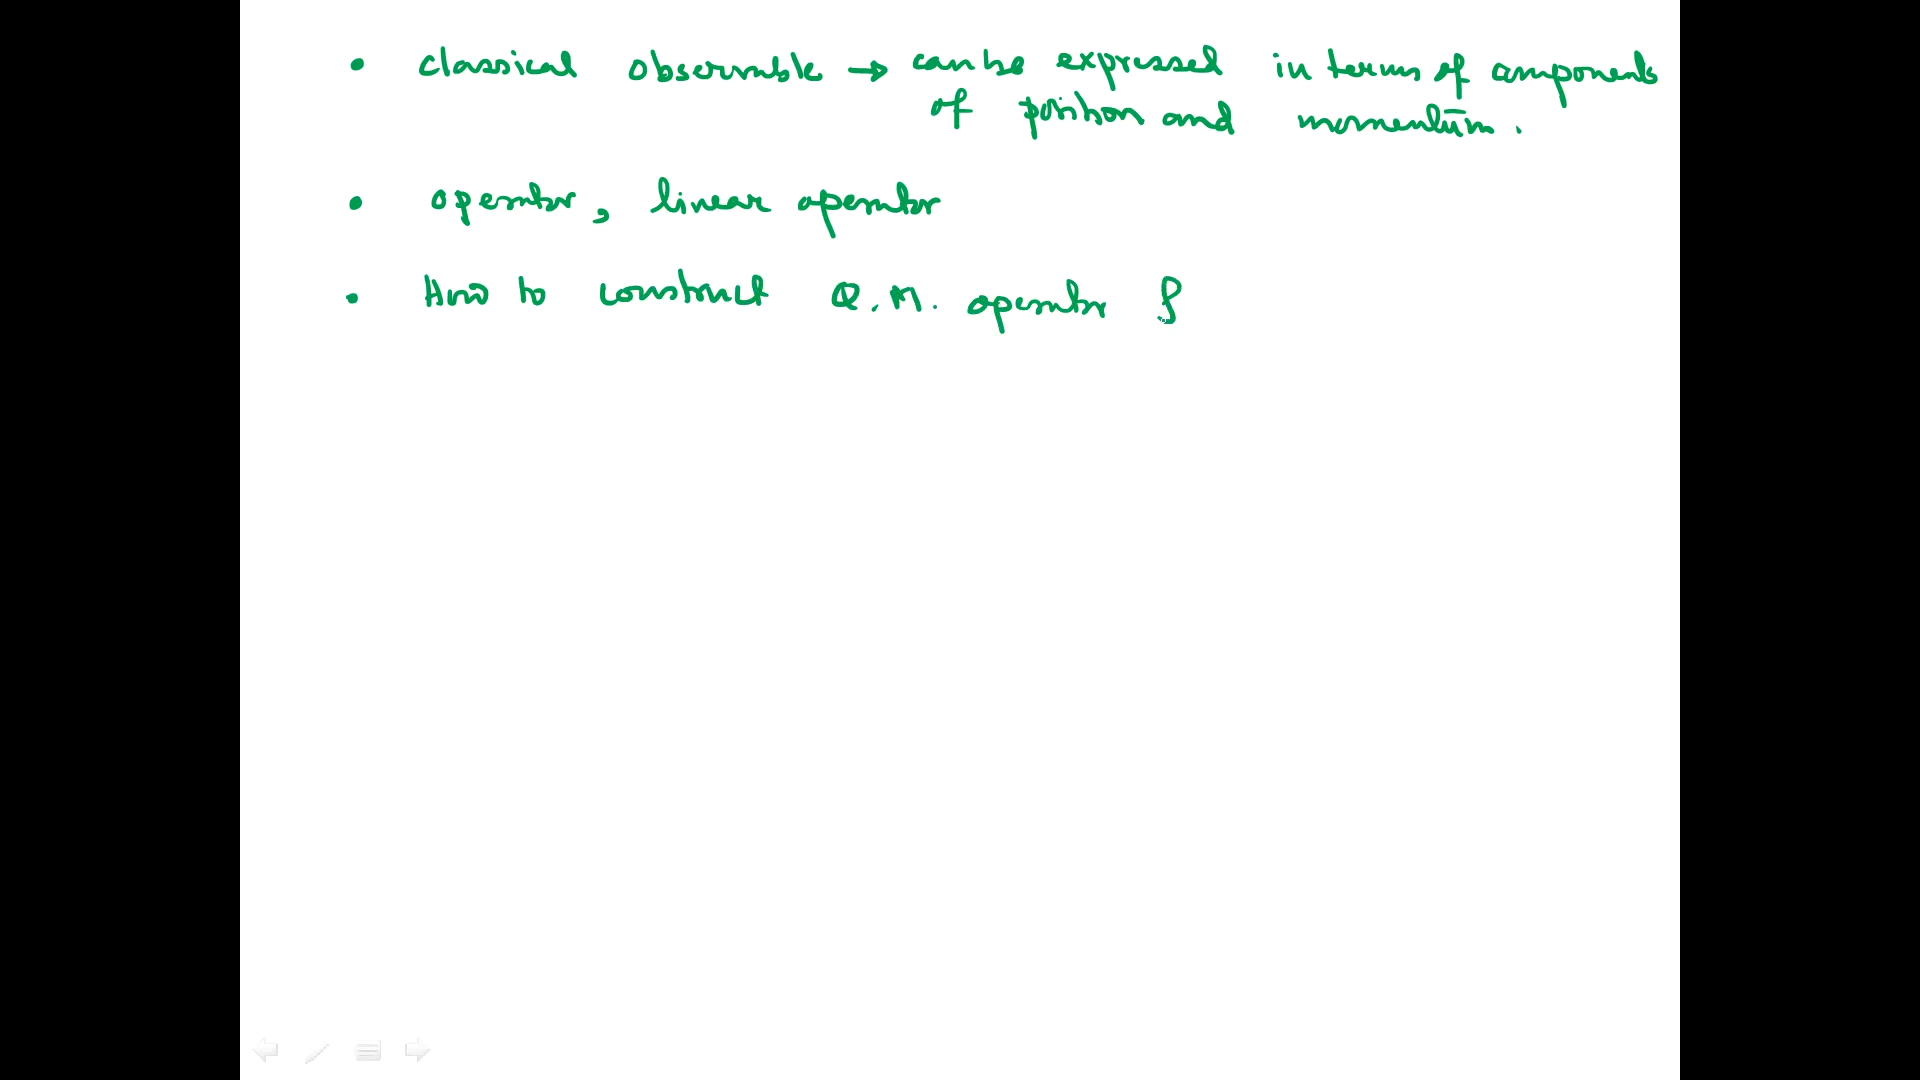 • classical observable → can be expressed in terms of components
of position and momentum.
• operator, linear operator
• How to construct Q.M. operator ?